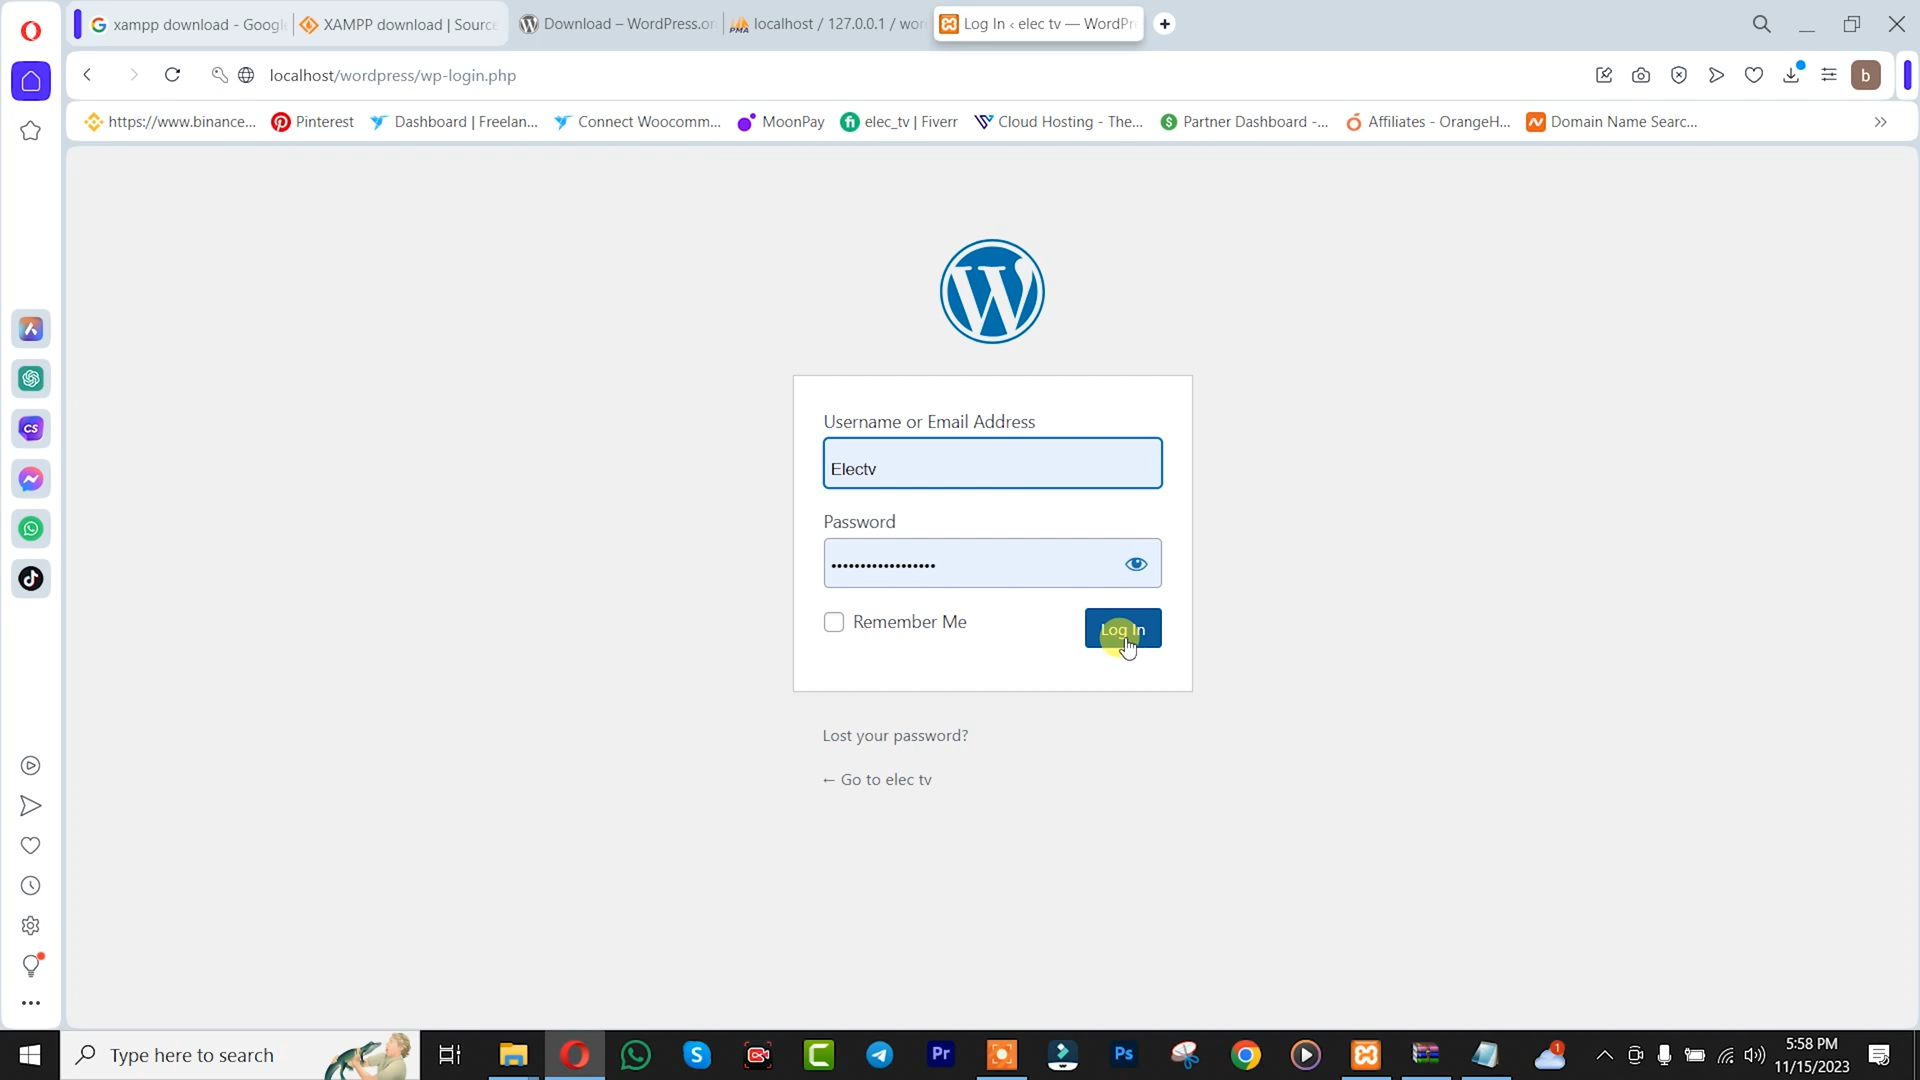 xampp download - Google
XAMPP download | Source
Download – WordPress.or
localhost / 127.0.0.1 / wor
Log In ‹ elec tv — WordPr
localhost/wordpress/wp-login.php
b
https://www.binance...
Pinterest
Dashboard | Freelan...
Connect Woocomm...
MoonPay
elec_tv | Fiverr
Cloud Hosting - The...
Partner Dashboard -...
Affiliates - OrangeH...
Domain Name Searc...
Username or Email Address
Electv
Password
Remember Me
Log In
Lost your password?
← Go to elec tv
Type here to search
5:58 PM
11/15/2023